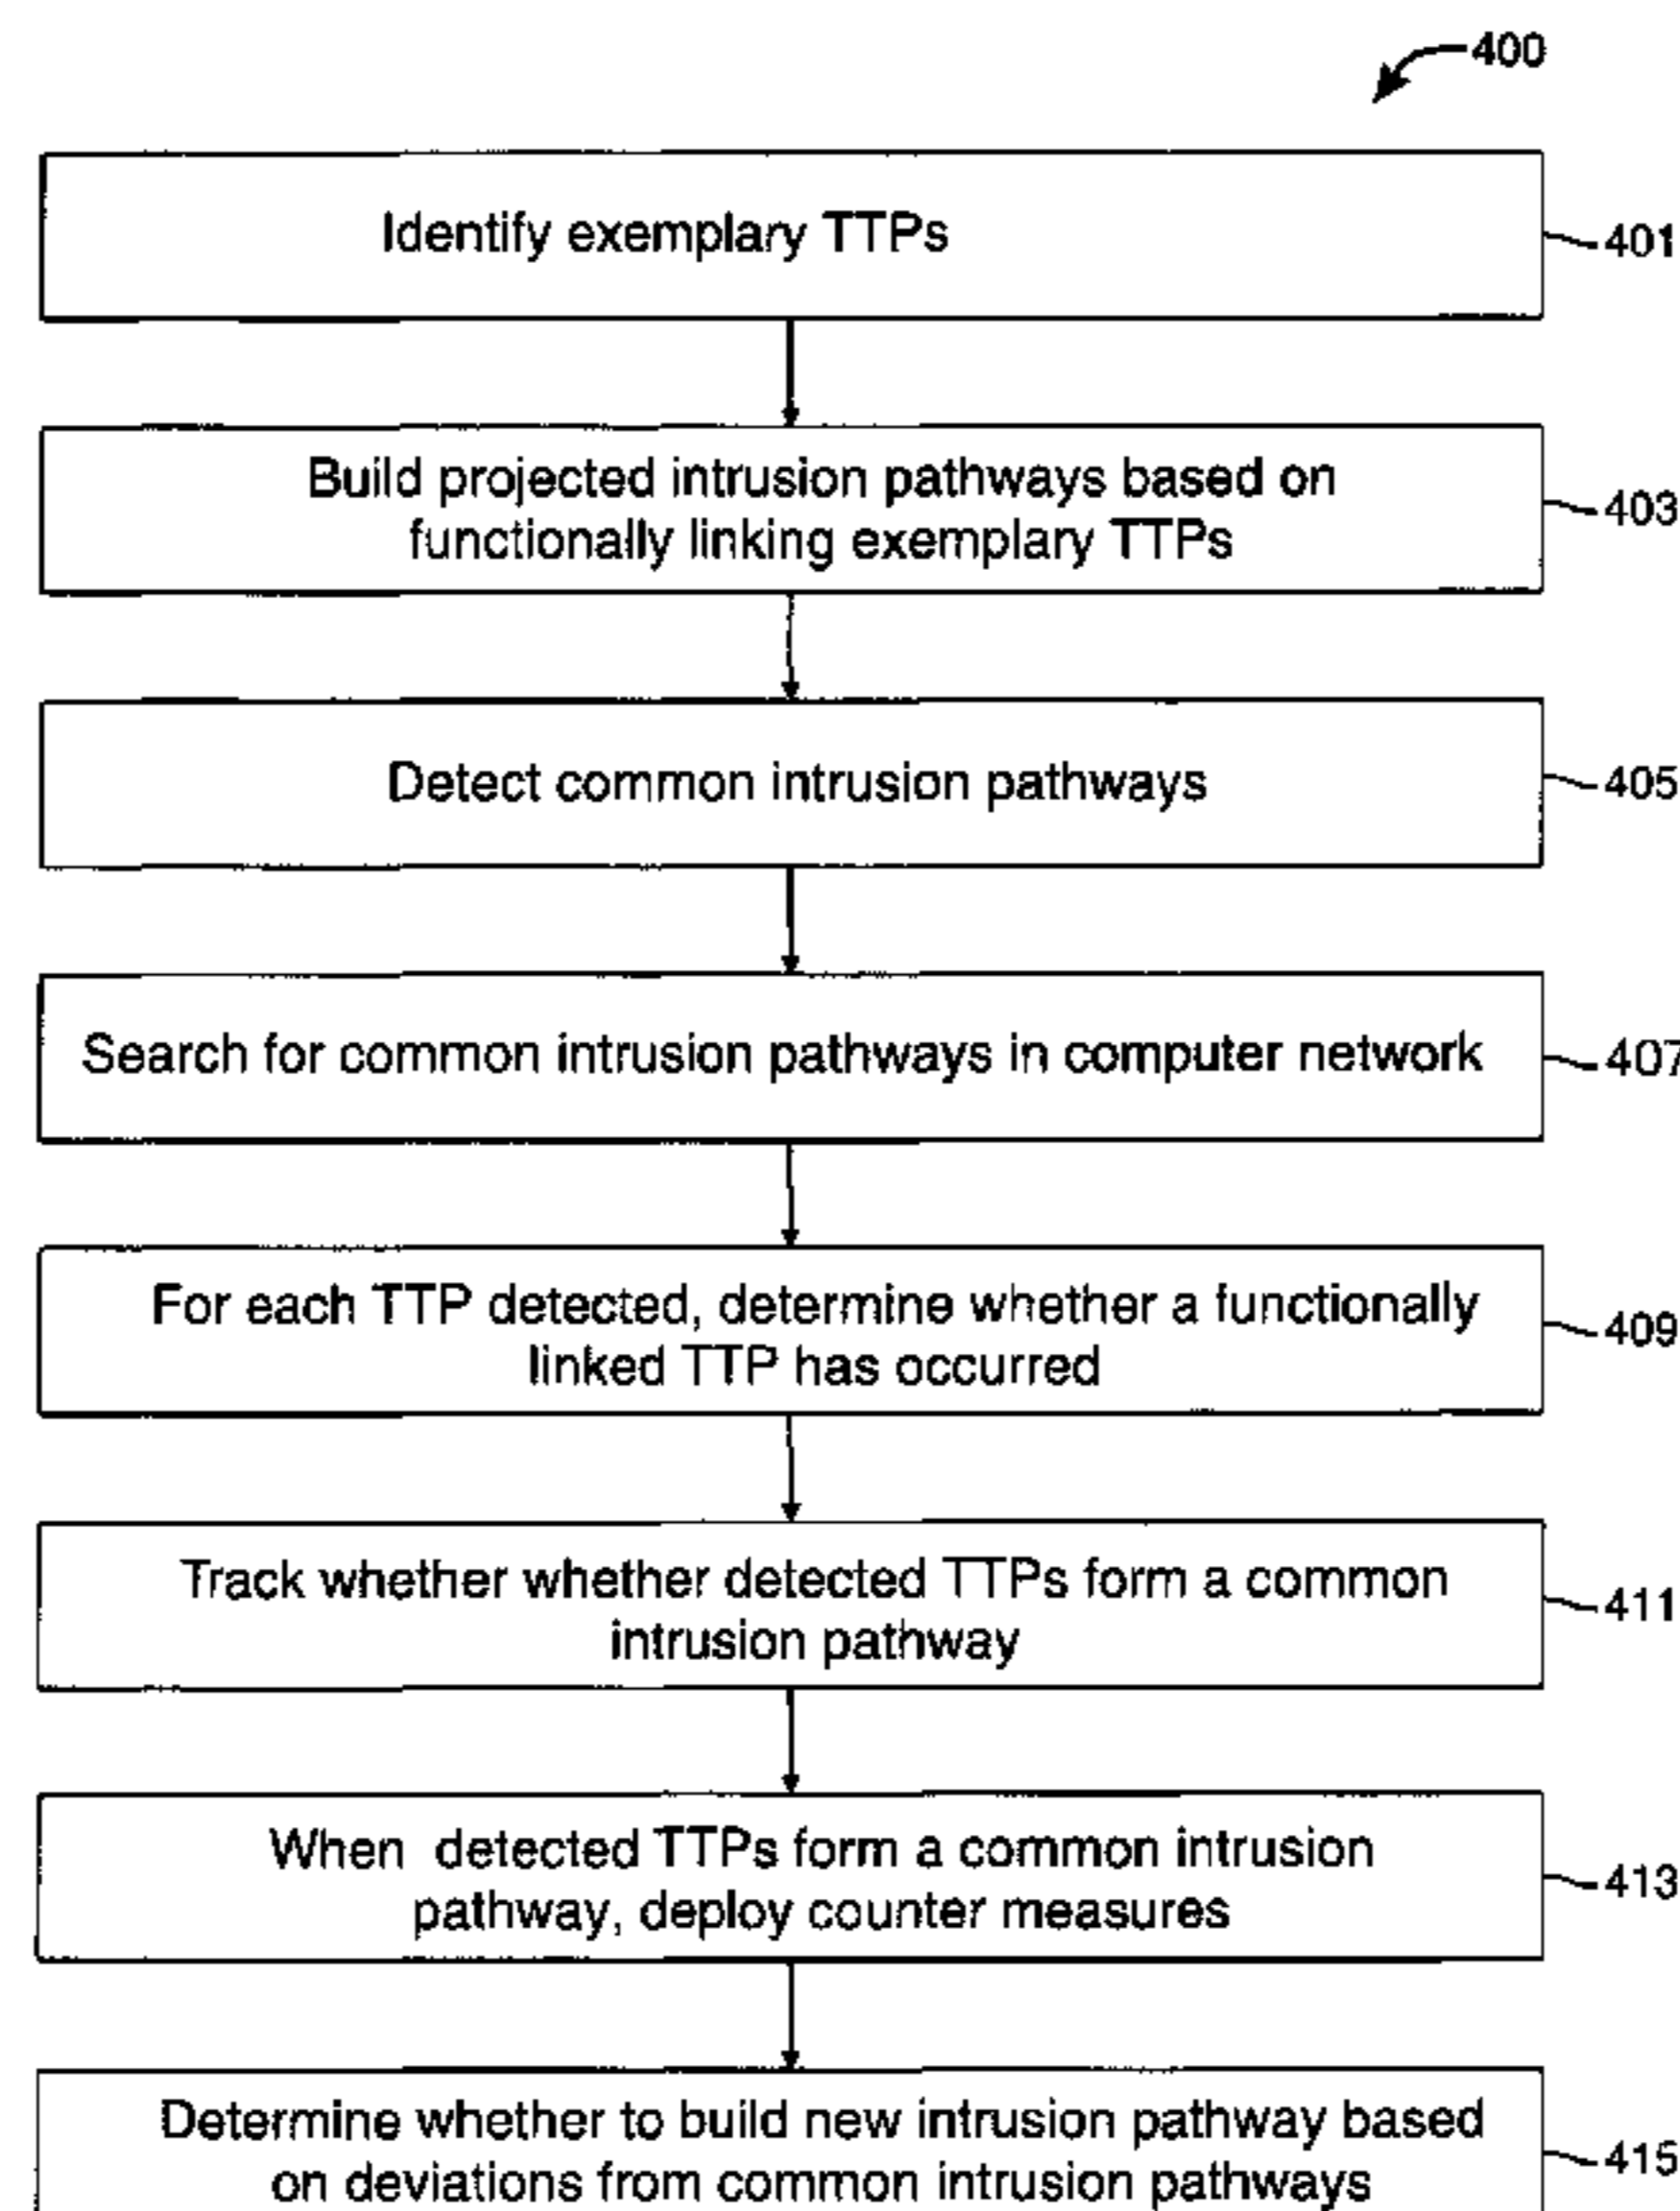 400
Identify exemplary TTPs
401
Build projected intrusion pathways based on
functionally linking exemplary TTPs
403
Detect common intrusion pathways
405
Search for common intrusion pathways in computer network
407
For each TTP detected, determine whether a functionally
linked TTP has occurred
409
Track whether whether detected TTPs form a common
intrusion pathway
411
When detected TTPs form a common intrusion
pathway, deploy counter measures
413
Determine whether to build new intrusion pathway based
on deviations from common intrusion pathways
415